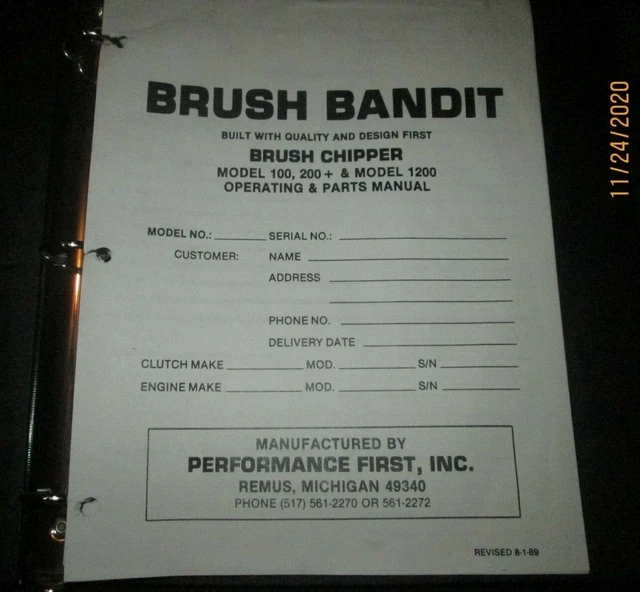 BRUSH BANDIT
BUILT WITH QUALITY AND DESIGN FIRST
BRUSH CHIPPER
MODEL 100, 200 + & MODEL 1200
OPERATING & PARTS MANUAL
MODEL NO.: SERIAL NO.:
CUSTOMER: NAME
ADDRESS
PHONE NO.
DELIVERY DATE
CLUTCH MAKE MOD. S/N
ENGINE MAKE MOD. S/N
MANUFACTURED BY
PERFORMANCE FIRST, INC.
REMUS, MICHIGAN 49340
PHONE (517) 561-2270 OR 561-2272
REVISED 8-1-89
11/24/2020